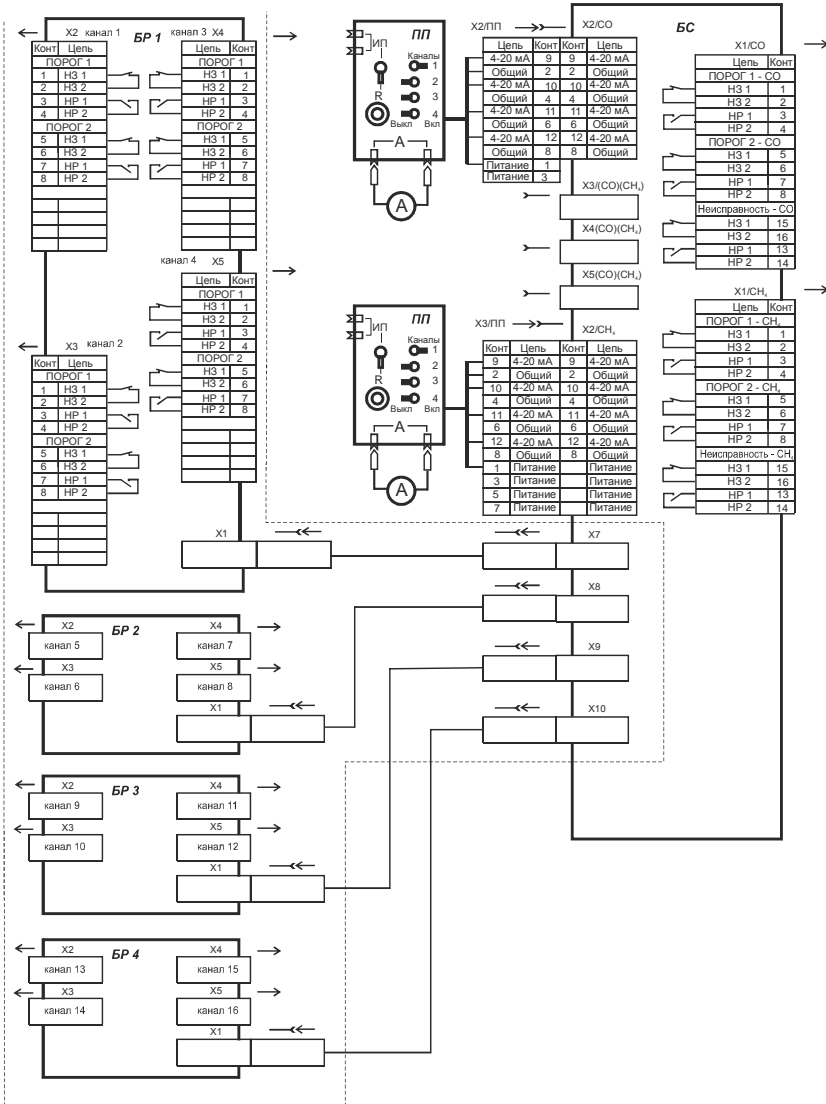 X2 канал 1
БР 1
канал 3 X4
Конт Цепь
ПОРОГ 1
1 НЗ 1
2 НЗ 2
3 НР 1
4 НР 2
ПОРОГ 2
5 НЗ 1
6 НЗ 2
7 НР 1
8 НР 2
Цепь Конт
ПОРОГ 1
НЗ 1 1
НЗ 2 2
НР 1 3
НР 2 4
ПОРОГ 2
НЗ 1 5
НЗ 2 6
НР 1 7
НР 2 8
канал 4 X5
Цепь Конт
ПОРОГ 1
НЗ 1 1
НЗ 2 2
НР 1 3
НР 2 4
ПОРОГ 2
НЗ 1 5
НЗ 2 6
НР 1 7
НР 2 8
X3 канал 2
Конт Цепь
ПОРОГ 1
1 НЗ 1
2 НЗ 2
3 НР 1
4 НР 2
ПОРОГ 2
5 НЗ 1
6 НЗ 2
7 НР 1
8 НР 2
X1
ПП
ИП
Каналы
1
2
3
4
R
Выкл Вкл
А
А
X2/ПП
X2/CO
Цепь Конт Конт Цепь
4-20 мА 9 9 4-20 мА
Общий 2 2 Общий
4-20 мА 10 10 4-20 мА
Общий 4 4 Общий
4-20 мА 11 11 4-20 мА
Общий 6 6 Общий
4-20 мА 12 12 4-20 мА
Общий 8 8 Общий
Питание 1
Питание 3
X3/(CO)(CH₄)
X4(CO)(CH₄)
X5(CO)(CH₄)
ПП
ИП
Каналы
1
2
3
4
R
Выкл Вкл
А
А
X3/ПП
X2/CH₄
Конт Цепь Конт Цепь
9 4-20 мА 9 4-20 мА
2 Общий 2 Общий
10 4-20 мА 10 4-20 мА
4 Общий 4 Общий
11 4-20 мА 11 4-20 мА
6 Общий 6 Общий
12 4-20 мА 12 4-20 мА
8 Общий 8 Общий
1 Питание Питание
3 Питание Питание
5 Питание Питание
7 Питание Питание
БС
X1/CO
Цепь Конт
ПОРОГ 1 - CO
НЗ 1 1
НЗ 2 2
НР 1 3
НР 2 4
ПОРОГ 2 - CO
НЗ 1 5
НЗ 2 6
НР 1 7
НР 2 8
Неисправность - CO
НЗ 1 15
НЗ 2 16
НР 1 13
НР 2 14
X1/CH₄
Цепь Конт
ПОРОГ 1 - CH₄
НЗ 1 1
НЗ 2 2
НР 1 3
НР 2 4
ПОРОГ 2 - CH₄
НЗ 1 5
НЗ 2 6
НР 1 7
НР 2 8
Неисправность - CH₄
НЗ 1 15
НЗ 2 16
НР 1 13
НР 2 14
X7
X8
X9
X10
БР 2
X2
канал 5
X3
канал 6
X4
канал 7
X5
канал 8
X1
БР 3
X2
канал 9
X3
канал 10
X4
канал 11
X5
канал 12
X1
БР 4
X2
канал 13
X3
канал 14
X4
канал 15
X5
канал 16
X1